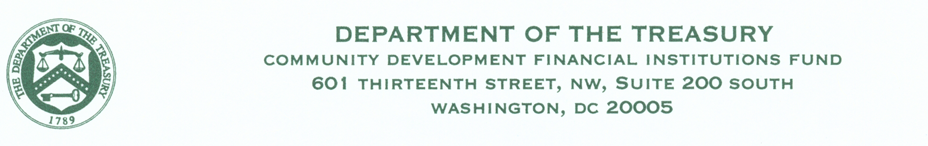 THE DEPARTMENT OF THE TREASURY
1789
DEPARTMENT OF THE TREASURY
COMMUNITY DEVELOPMENT FINANCIAL INSTITUTIONS FUND
601 THIRTEENTH STREET, NW, SUITE 200 SOUTH
WASHINGTON, DC 20005